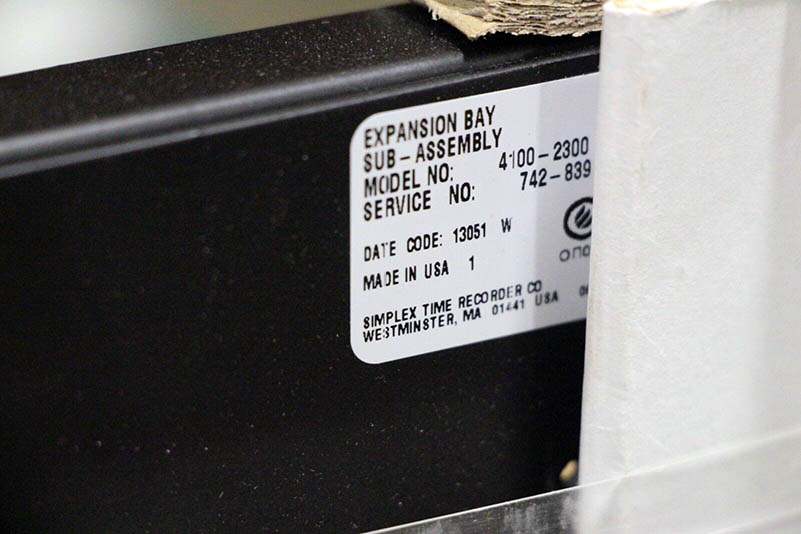 EXPANSION BAY
SUB-ASSEMBLY
MODEL NO: 4100-2300
SERVICE NO: 742-839
DATE CODE: 13051 W
MADE IN USA 1
SIMPLEX TIME RECORDER CO
WESTMINSTER, MA 01441 USA